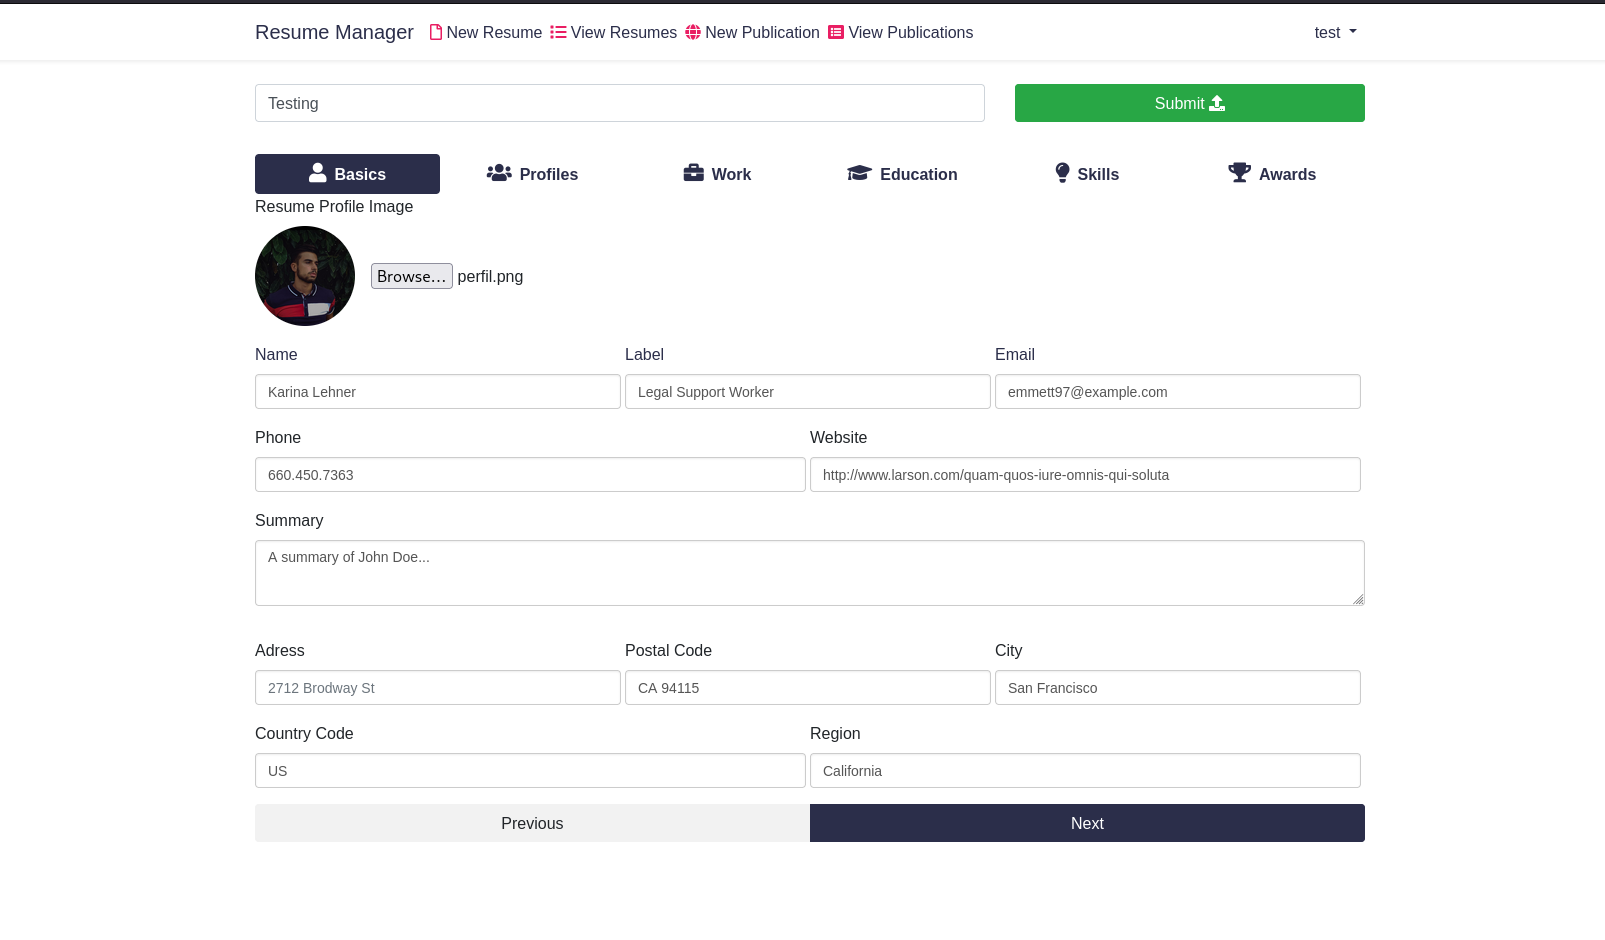 Resume Manager New Resume View Resumes New Publication View Publications test
Testing Submit
Basics Profiles Work Education Skills Awards
Resume Profile Image
Browse... perfil.png
Name Label Email
Karina Lehner Legal Support Worker emmett97@example.com
Phone Website
660.450.7363 http://www.larson.com/quam-quos-iure-omnis-qui-soluta
Summary
A summary of John Doe...
Adress Postal Code City
2712 Brodway St CA 94115 San Francisco
Country Code Region
US California
Previous Next